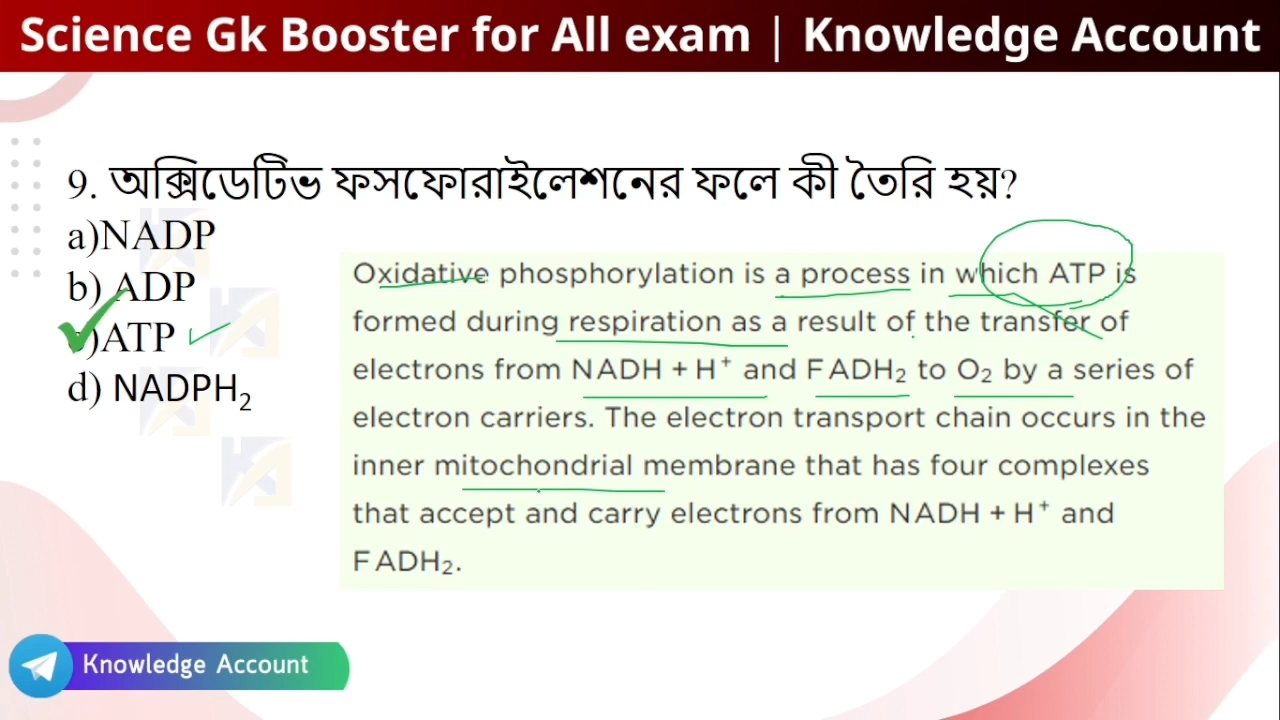 Science Gk Booster for All exam | Knowledge Account
9. অক্সিডেটিভ ফসফোরাইলেশনের ফলে কী তৈরি হয়?
a)NADP
b) ADP
)ATP
d) NADPH₂
Oxidative phosphorylation is a process in which ATP is
formed during respiration as a result of the transfer of
electrons from NADH + H⁺ and FADH₂ to O₂ by a series of
electron carriers. The electron transport chain occurs in the
inner mitochondrial membrane that has four complexes
that accept and carry electrons from NADH + H⁺ and
FADH₂.
Knowledge Account